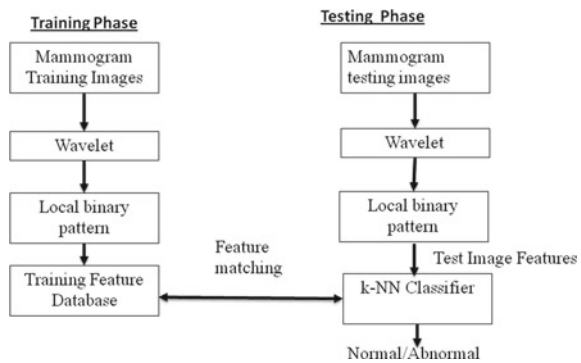 Training Phase
Mammogram
Training Images
Wavelet
Local binary
pattern
Training Feature
Database
Feature
matching
Testing Phase
Mammogram
testing images
Wavelet
Local binary
pattern
Test Image Features
k-NN Classifier
Normal/Abnormal